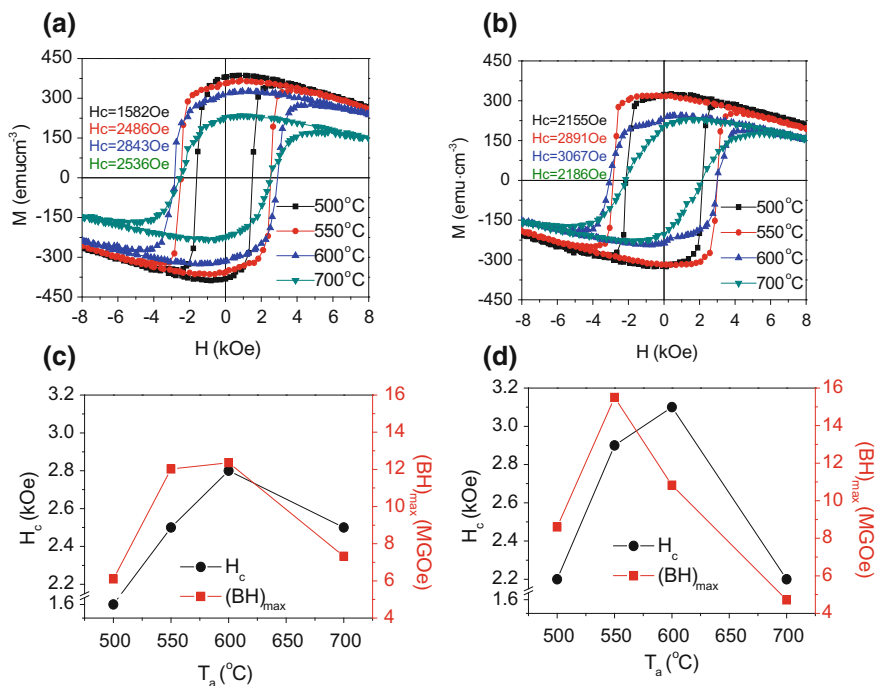 (a)
450
300
150
0
-150
-300
-450
M (emucm-3)
Hc=1582Oe
Hc=2486Oe
Hc=2843Oe
Hc=2536Oe
500°C
550°C
600°C
700°C
-8 -6 -4 -2 0 2 4 6 8
H (kOe)
(b)
450
300
150
0
-150
-300
-450
M (emu·cm-3)
Hc=2155Oe
Hc=2891Oe
Hc=3067Oe
Hc=2186Oe
500°C
550°C
600°C
700°C
-8 -6 -4 -2 0 2 4 6 8
H (kOe)
(c)
3.2
3.0
2.8
2.6
2.4
2.2
1.6
Hc (kOe)
Hc
(BH)max
16
14
12
10
8
6
4
(BH)max (MGOe)
500 550 600 700
Ta (°C)
(d)
3.2
3.0
2.8
2.6
2.4
2.2
1.6
Hc (kOe)
Hc
(BH)max
16
14
12
10
8
6
4
(BH)max (MGOe)
500 550 600 700
Ta (°C)